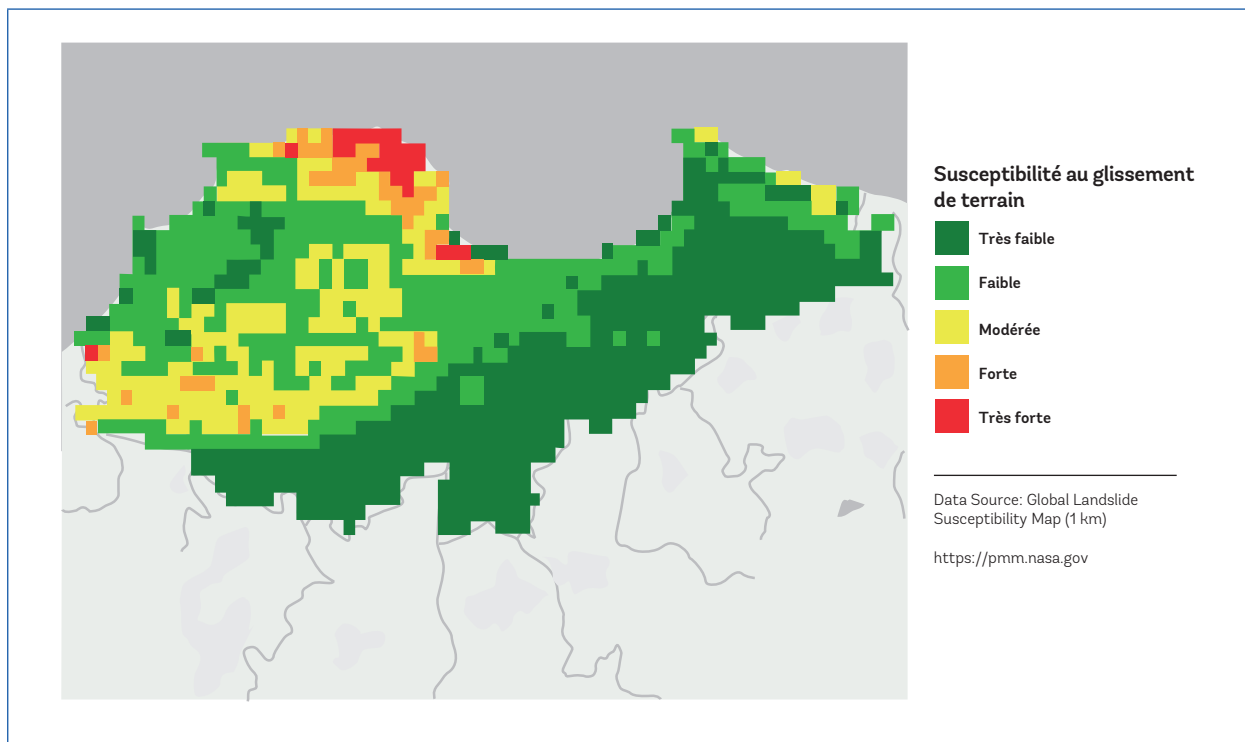 Susceptibilité au glissement
de terrain
Très faible
Faible
Modérée
Forte
Très forte
Data Source: Global Landslide
Susceptibility Map (1 km)
https://pmm.nasa.gov